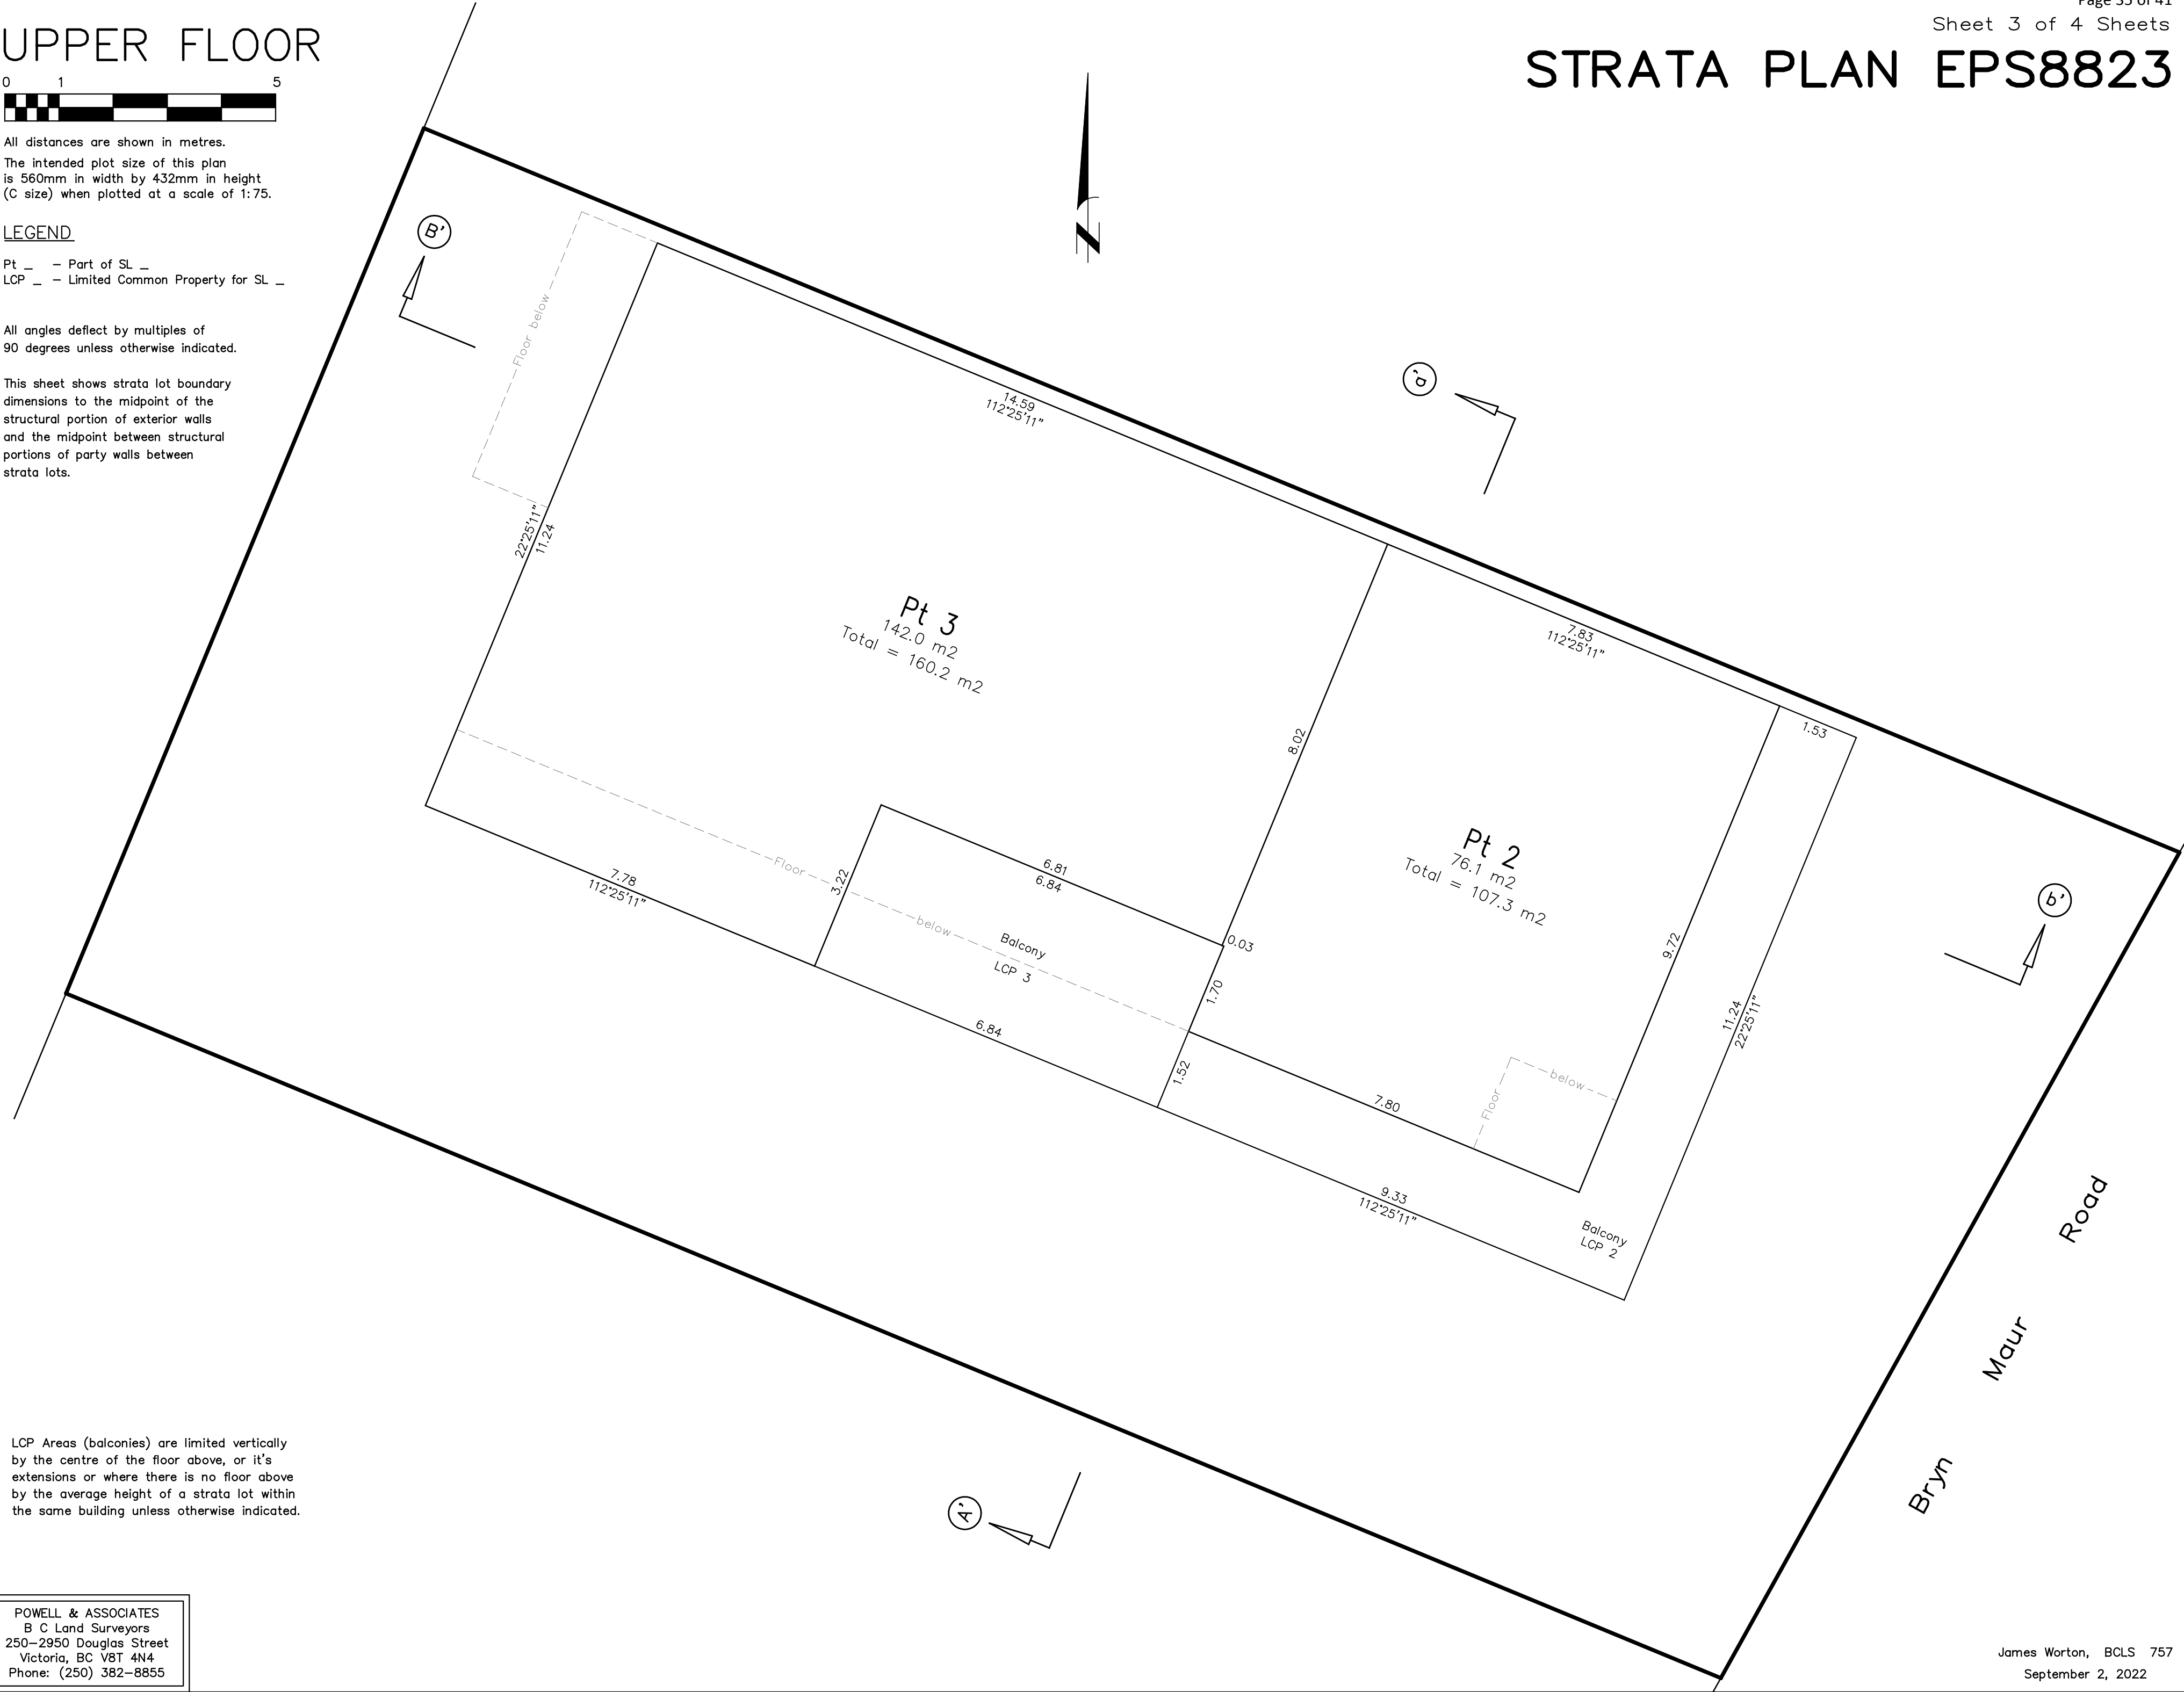 Page 35 of 41
Sheet 3 of 4 Sheets
STRATA PLAN EPS8823
UPPER FLOOR
0 1 5
All distances are shown in metres.
The intended plot size of this plan
is 560mm in width by 432mm in height
(C size) when plotted at a scale of 1:75.
LEGEND
Pt _ – Part of SL _
LCP _ – Limited Common Property for SL _
All angles deflect by multiples of
90 degrees unless otherwise indicated.
This sheet shows strata lot boundary
dimensions to the midpoint of the
structural portion of exterior walls
and the midpoint between structural
portions of party walls between
strata lots.
N
B'
a'
Floor below
14.59
112°25'11"
22°25'11"
11.24
Pt 3
142.0 m2
Total = 160.2 m2
7.83
112°25'11"
1.53
8.02
Pt 2
76.1 m2
Total = 107.3 m2
b'
6.81
6.84
3.22
7.78
112°25'11"
Floor below
Balcony
LCP 3
0.03
1.70
9.72
11.24
22°25'11"
6.84
1.52
7.80
Floor below
9.33
112°25'11"
Balcony
LCP 2
A'
Bryn Maur Road
LCP Areas (balconies) are limited vertically
by the centre of the floor above, or it's
extensions or where there is no floor above
by the average height of a strata lot within
the same building unless otherwise indicated.
POWELL & ASSOCIATES
B C Land Surveyors
250–2950 Douglas Street
Victoria, BC V8T 4N4
Phone: (250) 382–8855
James Worton, BCLS 757
September 2, 2022